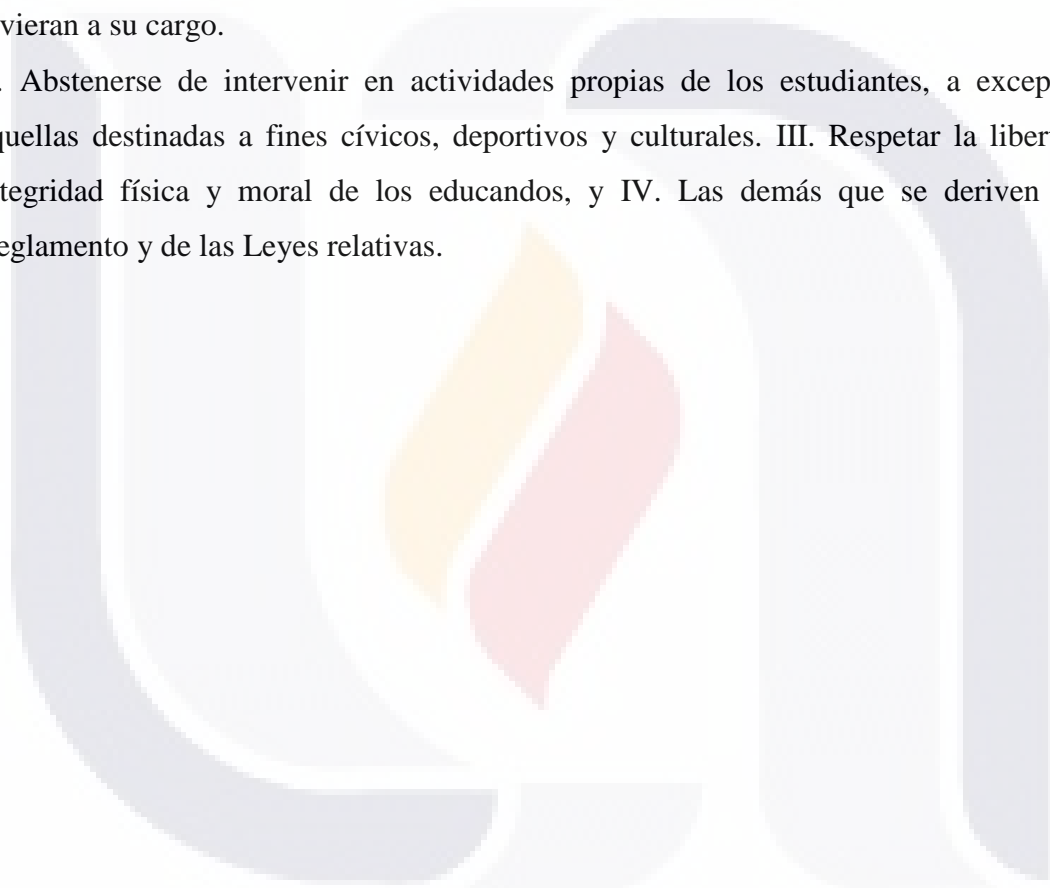 vieran a su cargo.
. Abstenerse de intervenir en actividades propias de los estudiantes, a excep
quellas destinadas a fines cívicos, deportivos y culturales. III. Respetar la liber
tegridad física y moral de los educandos, y IV. Las demás que se deriven
eglamento y de las Leyes relativas.